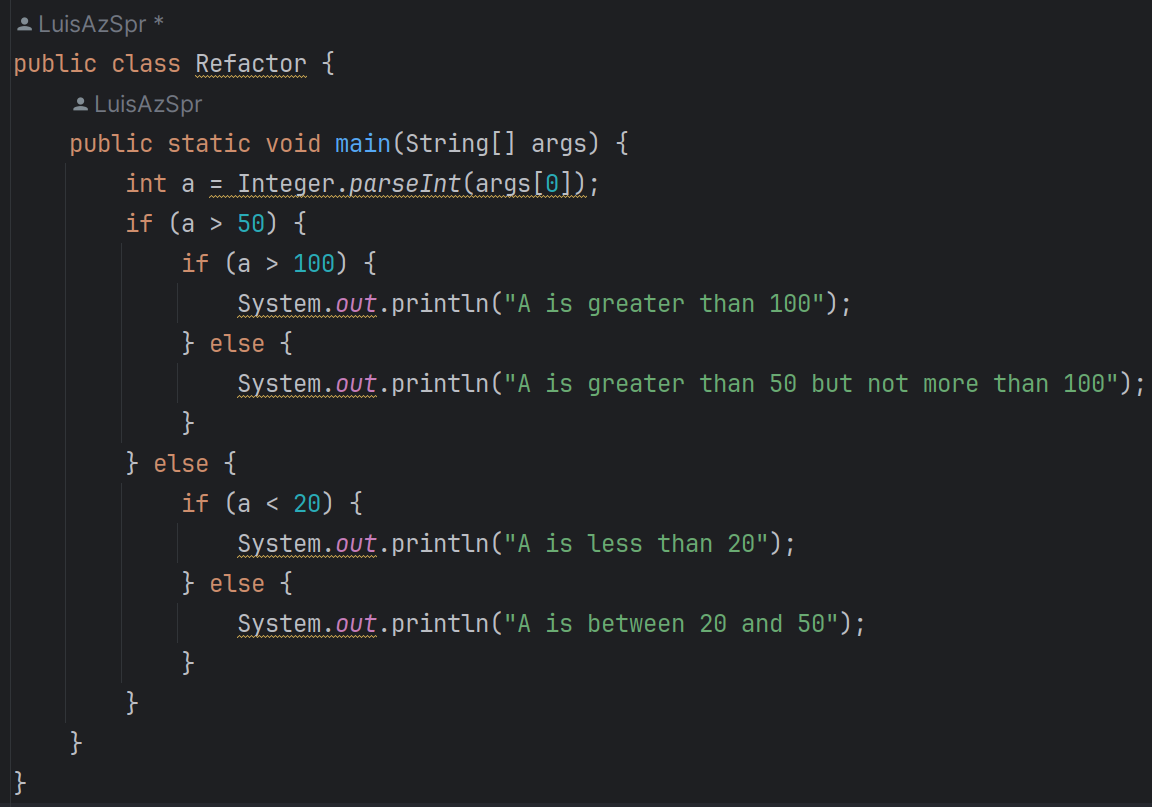 LuisAzSpr *
public class Refactor {
LuisAzSpr
public static void main(String[] args) {
int a = Integer.parseInt(args[0]);
if (a > 50) {
if (a > 100) {
System.out.println("A is greater than 100");
} else {
System.out.println("A is greater than 50 but not more than 100");
}
} else {
if (a < 20) {
System.out.println("A is less than 20");
} else {
System.out.println("A is between 20 and 50");
}
}
}
}